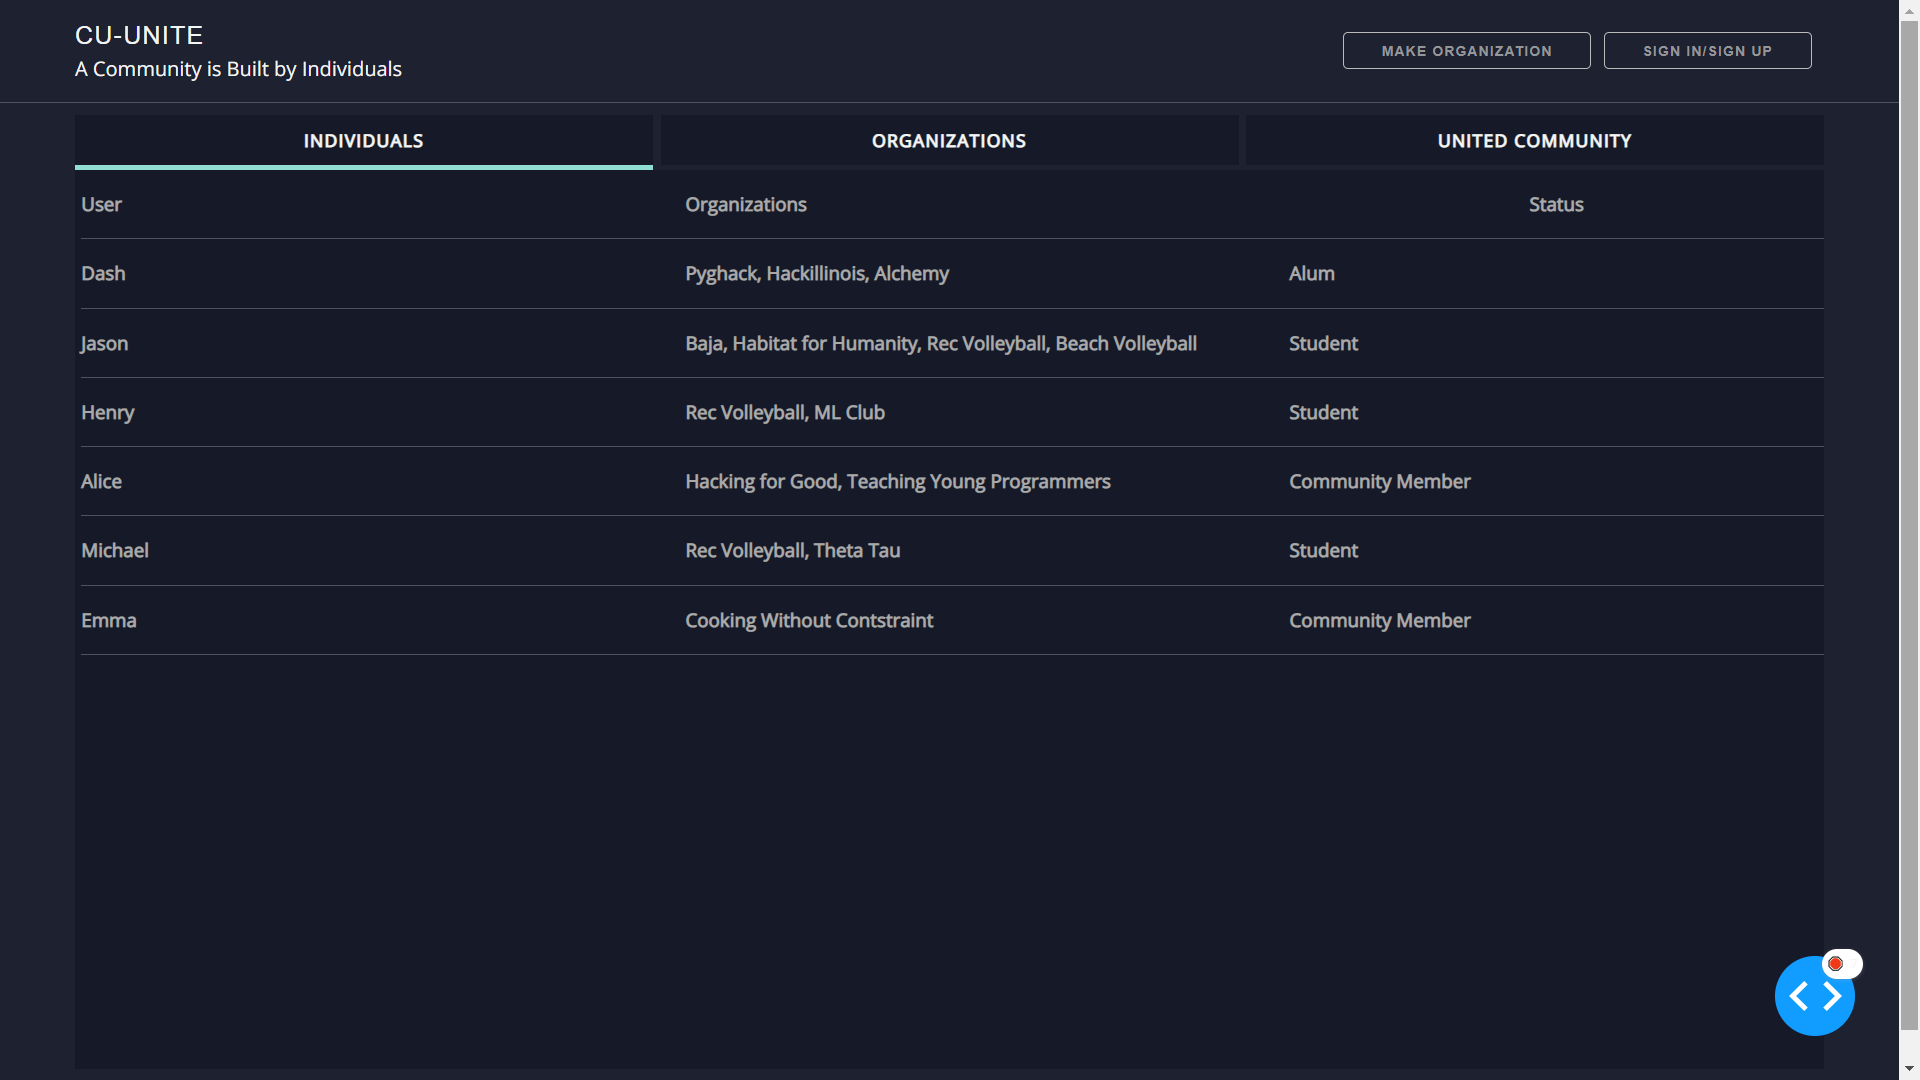 CU-UNITE
A Community is Built by Individuals
MAKE ORGANIZATION
SIGN IN/SIGN UP
INDIVIDUALS ORGANIZATIONS UNITED COMMUNITY
User Organizations Status
Dash Pyghack, Hackillinois, Alchemy Alum
Jason Baja, Habitat for Humanity, Rec Volleyball, Beach Volleyball Student
Henry Rec Volleyball, ML Club Student
Alice Hacking for Good, Teaching Young Programmers Community Member
Michael Rec Volleyball, Theta Tau Student
Emma Cooking Without Contstraint Community Member